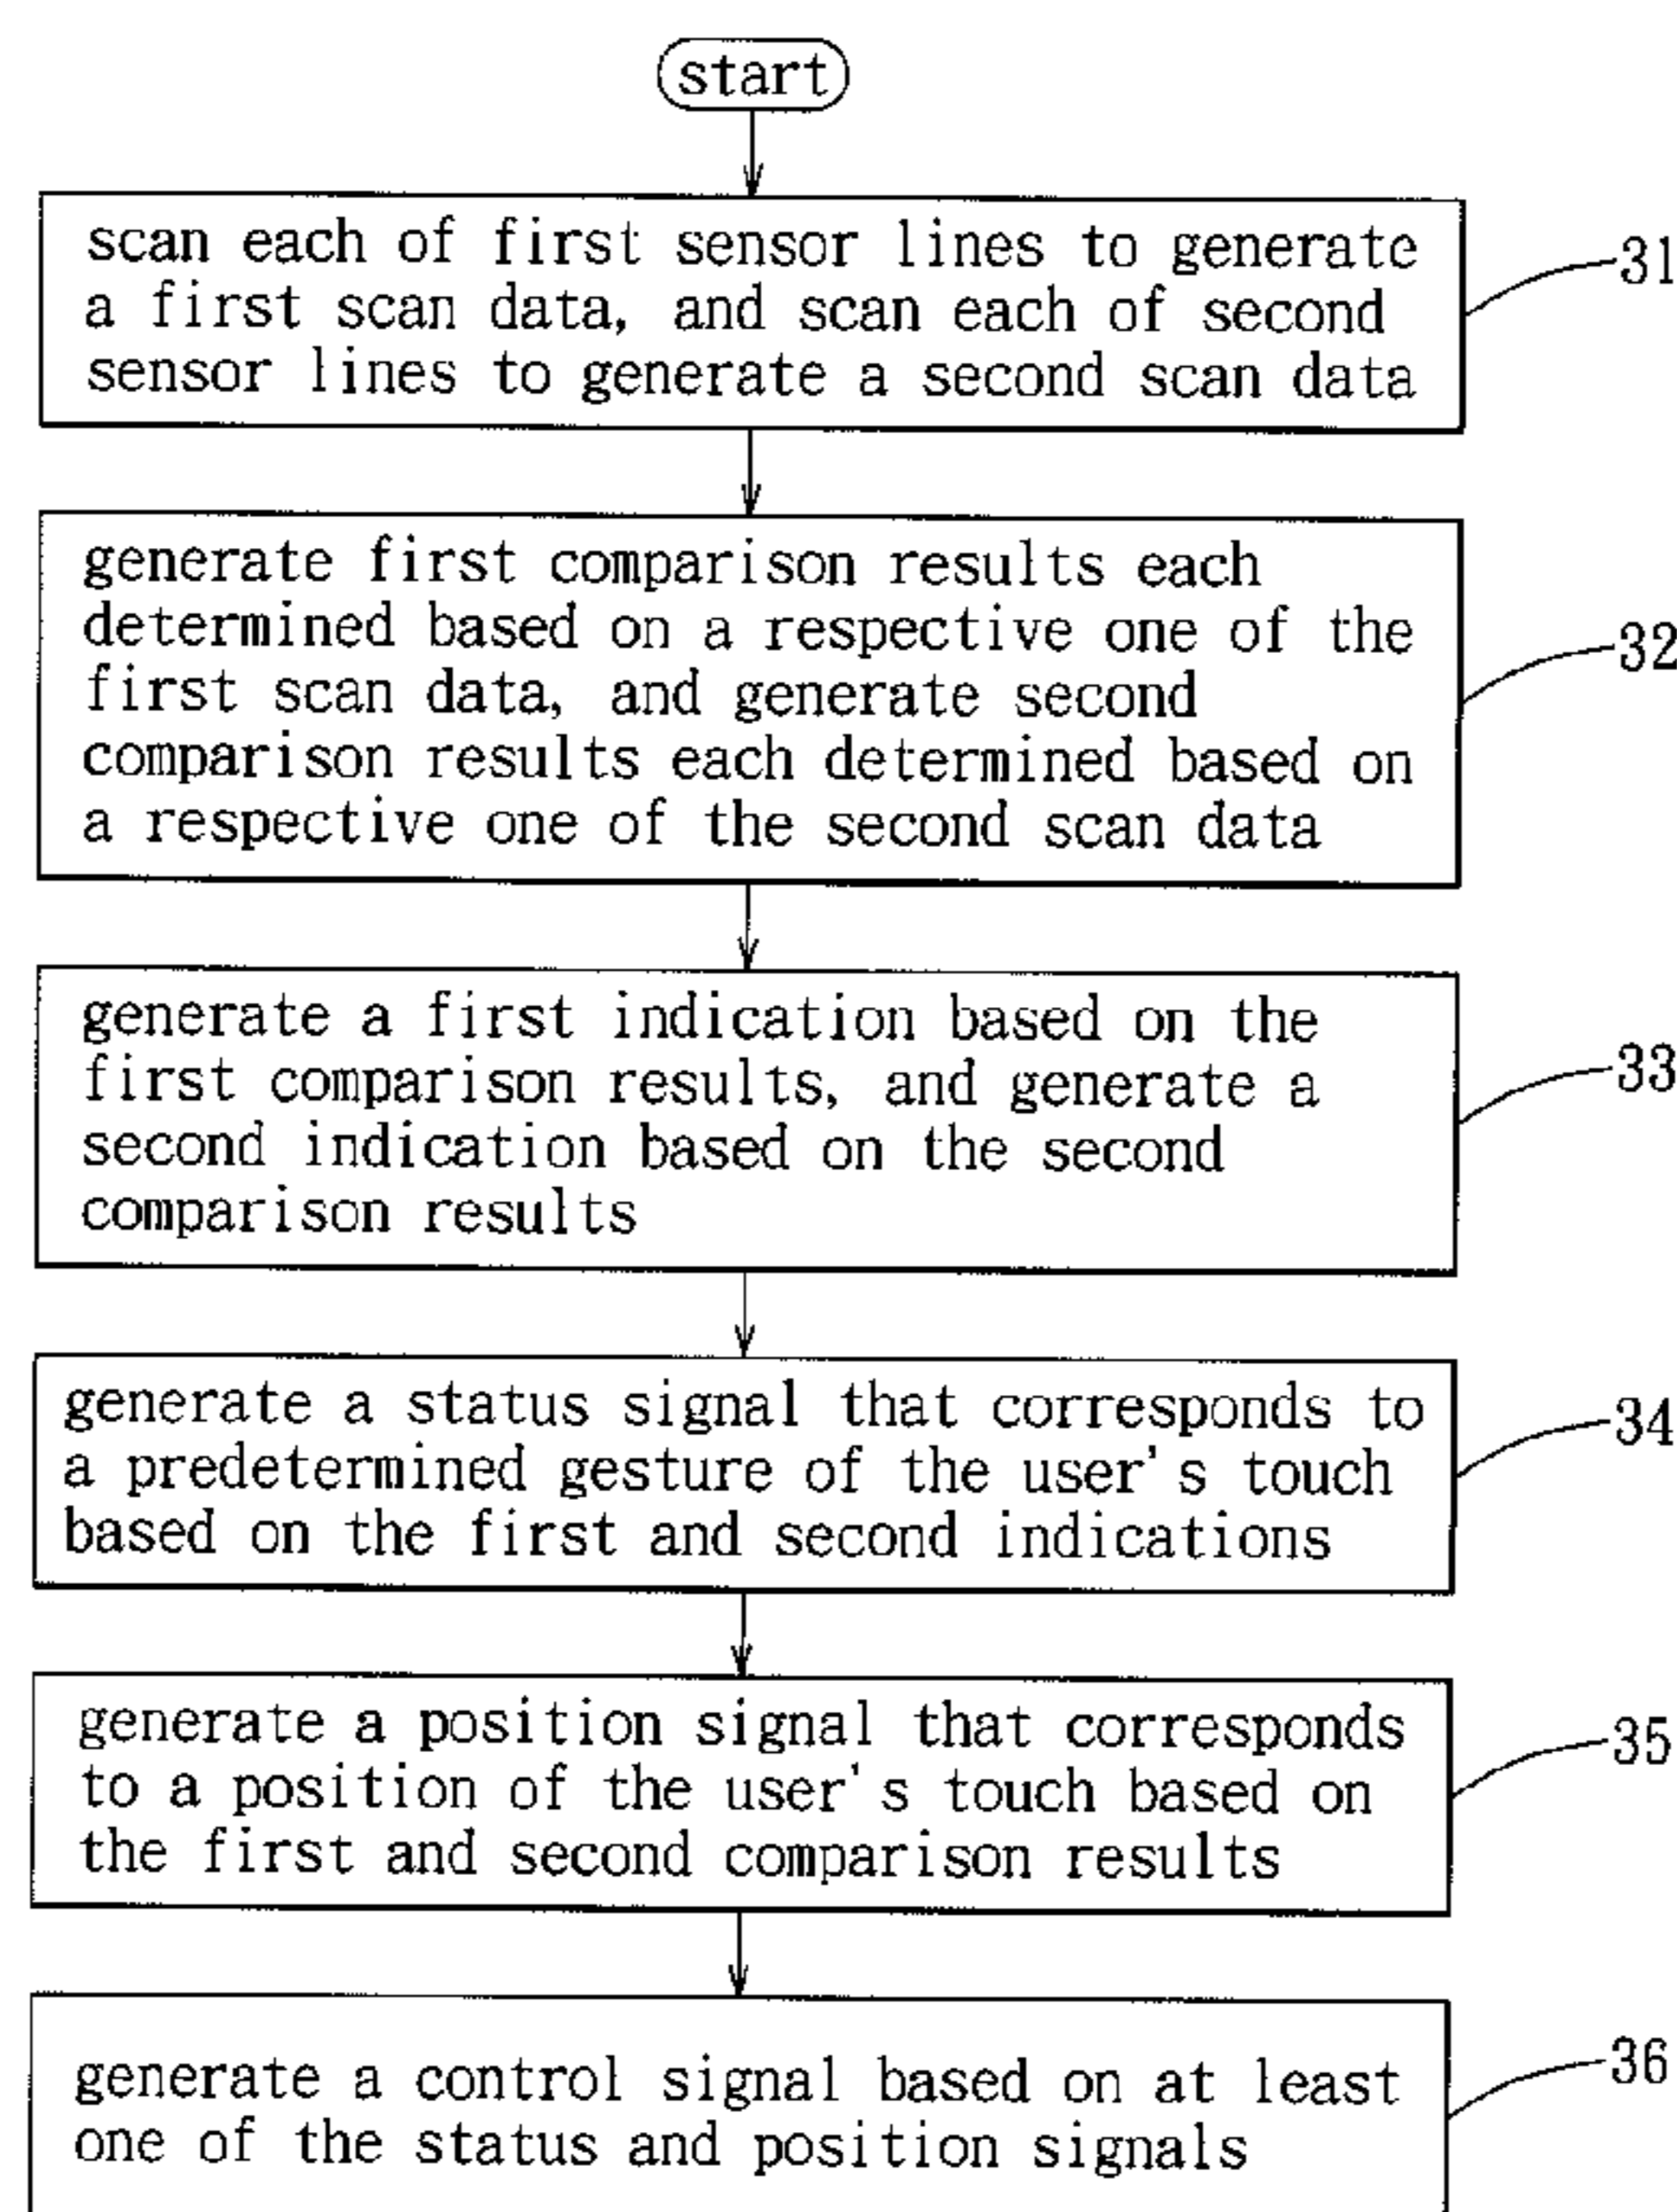 start
scan each of first sensor lines to generate
a first scan data, and scan each of second
sensor lines to generate a second scan data
31
generate first comparison results each
determined based on a respective one of the
first scan data, and generate second
comparison results each determined based on
a respective one of the second scan data
32
generate a first indication based on the
first comparison results, and generate a
second indication based on the second
comparison results
33
generate a status signal that corresponds to
a predetermined gesture of the user's touch
based on the first and second indications
34
generate a position signal that corresponds
to a position of the user's touch based on
the first and second comparison results
35
generate a control signal based on at least
one of the status and position signals
36